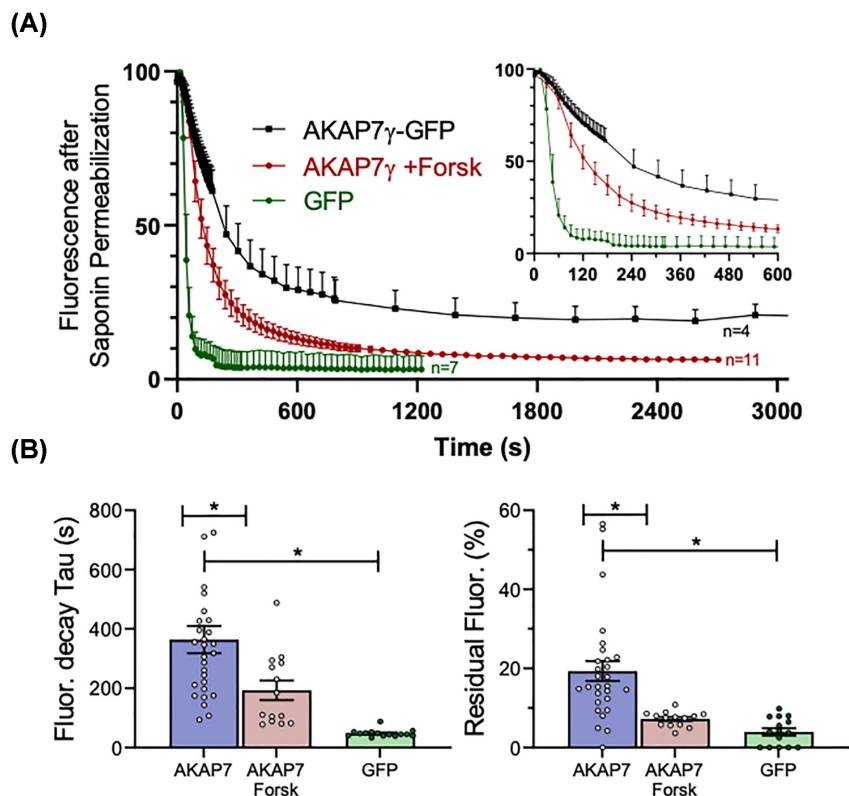 (A)
Fluorescence after
Saponin Permeabilization
100
50
0
0 600 1200 1800 2400 3000
Time (s)
AKAP7γ-GFP
AKAP7γ +Forsk
GFP
n=4
n=11
n=7
100
50
0
0 120 240 360 480 600
(B)
Fluor. decay Tau (s)
800
600
400
200
0
*
*
AKAP7 AKAP7 GFP
Forsk
Residual Fluor. (%)
60
40
20
0
*
*
AKAP7 AKAP7 GFP
Forsk